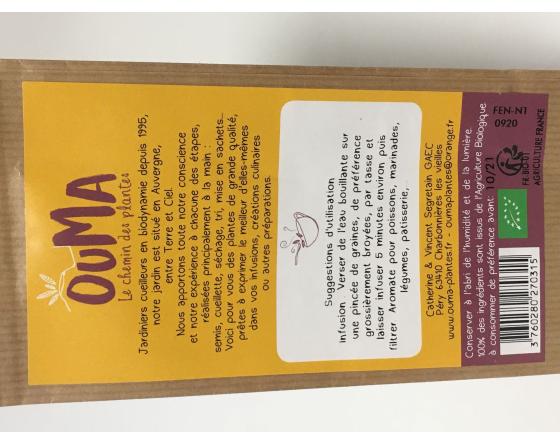 OUMA
Le chemin des plantes
Jardiniers cueilleurs en biodynamie depuis 1995,
notre jardin est situé en Auvergne,
entre terre et ciel.
Nous apportons toute notre conscience
et notre expérience à chacune des étapes,
réalisées principalement à la main :
semis, cueillette, séchage, tri, mise en sachets...
Voici pour vous des plantes de grande qualité,
prêtes à exprimer le meilleur d'elles-mêmes
dans vos infusions, créations culinaires
ou autres préparations.
Suggestions d'utilisation
Infusion : Verser de l'eau bouillante sur
une pincée de graines, de préférence
grossièrement broyées, par tasse et
laisser infuser 5 minutes environ puis
filtrer. Aromate pour poissons, marinades,
légumes, patisserie,..
Catherine & Vincent Segretain GAEC
Péry 63410 Charbonnières les vieilles
www.ouma-plantes.fr - oumaplantes@orange.fr
Conserver à l'abri de l'humidité et de la lumière.
100% des ingrédients sont issus de l'Agriculture Biologique
à consommer de préférence avant : 10/21
3 760280 270315
FR-BIO-01
AGRICULTURE FRANCE
FEN-N1
0920